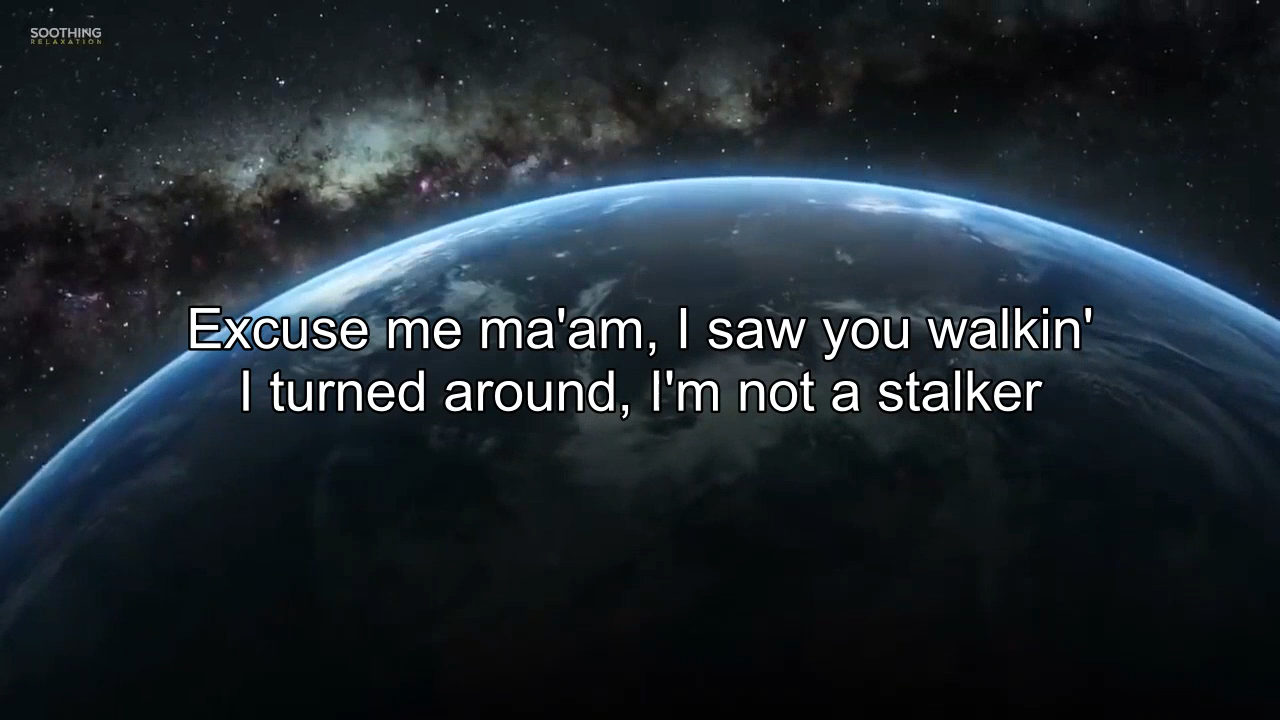 SOOTHING
RELAXATION
Excuse me ma'am, I saw you walkin'
I turned around, I'm not a stalker